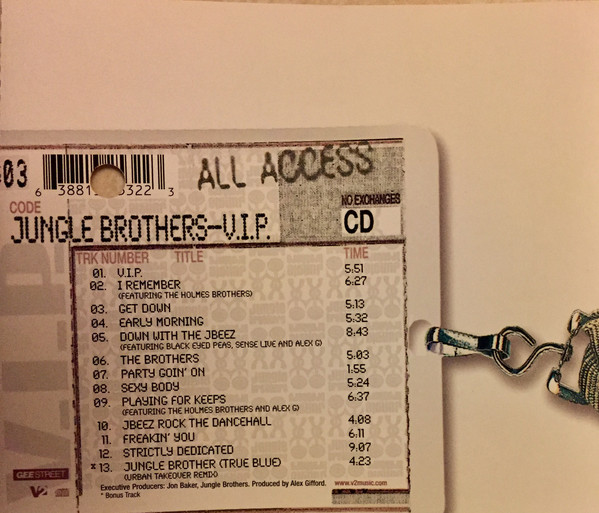 03
ALL ACCESS
6 3881 3322 3
NO EXCHANGES
CODE
CD
JUNGLE BROTHERS-V.I.P.
TRK NUMBER TITLE TIME
01. V.I.P. 5:51
02. I REMEMBER 6:27
(FEATURING THE HOLMES BROTHERS)
03. GET DOWN 5:13
04. EARLY MORNING 5:32
05. DOWN WITH THE JBEEZ 8:43
(FEATURING BLACK EYED PEAS, SENSE LIVE AND ALEX G)
06. THE BROTHERS 5:03
07. PARTY GOIN' ON 1:55
08. SEXY BODY 5:24
09. PLAYING FOR KEEPS 6:37
(FEATURING THE HOLMES BROTHERS AND ALEX G)
10. JBEEZ ROCK THE DANCEHALL 4:08
11. FREAKIN' YOU 6:11
12. STRICTLY DEDICATED 9:07
*13. JUNGLE BROTHER (TRUE BLUE) 4:23
(URBAN TAKEOVER REMIX)
GEESTREET
V2
Executive Producers: Jon Baker, Jungle Brothers. Produced by Alex Gifford. www.v2music.com
* Bonus Track